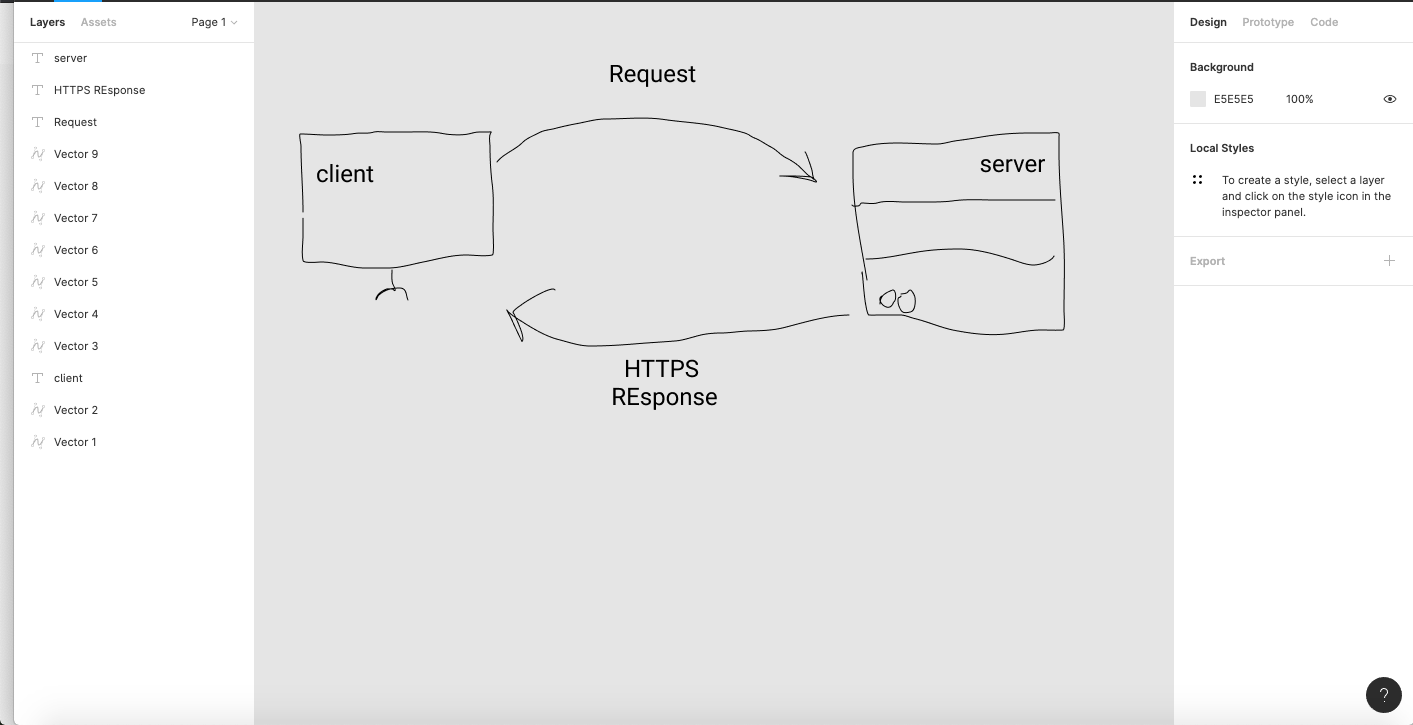 Layers Assets Page 1
server
HTTPS REsponse
Request
Vector 9
Vector 8
Vector 7
Vector 6
Vector 5
Vector 4
Vector 3
client
Vector 2
Vector 1
Request
client
server
HTTPS
REsponse
Design Prototype Code
Background
E5E5E5 100%
Local Styles
To create a style, select a layer
and click on the style icon in the
inspector panel.
Export
?